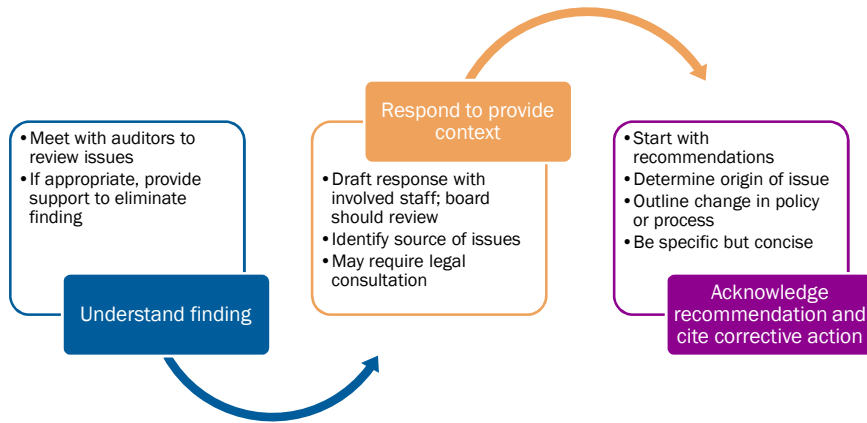 • Meet with auditors to
review issues
• If appropriate, provide
support to eliminate
finding
Understand finding
Respond to provide
context
• Draft response with
involved staff; board
should review
• Identify source of issues
• May require legal
consultation
• Start with
recommendations
• Determine origin of issue
• Outline change in policy
or process
• Be specific but concise
Acknowledge
recommendation and
cite corrective action